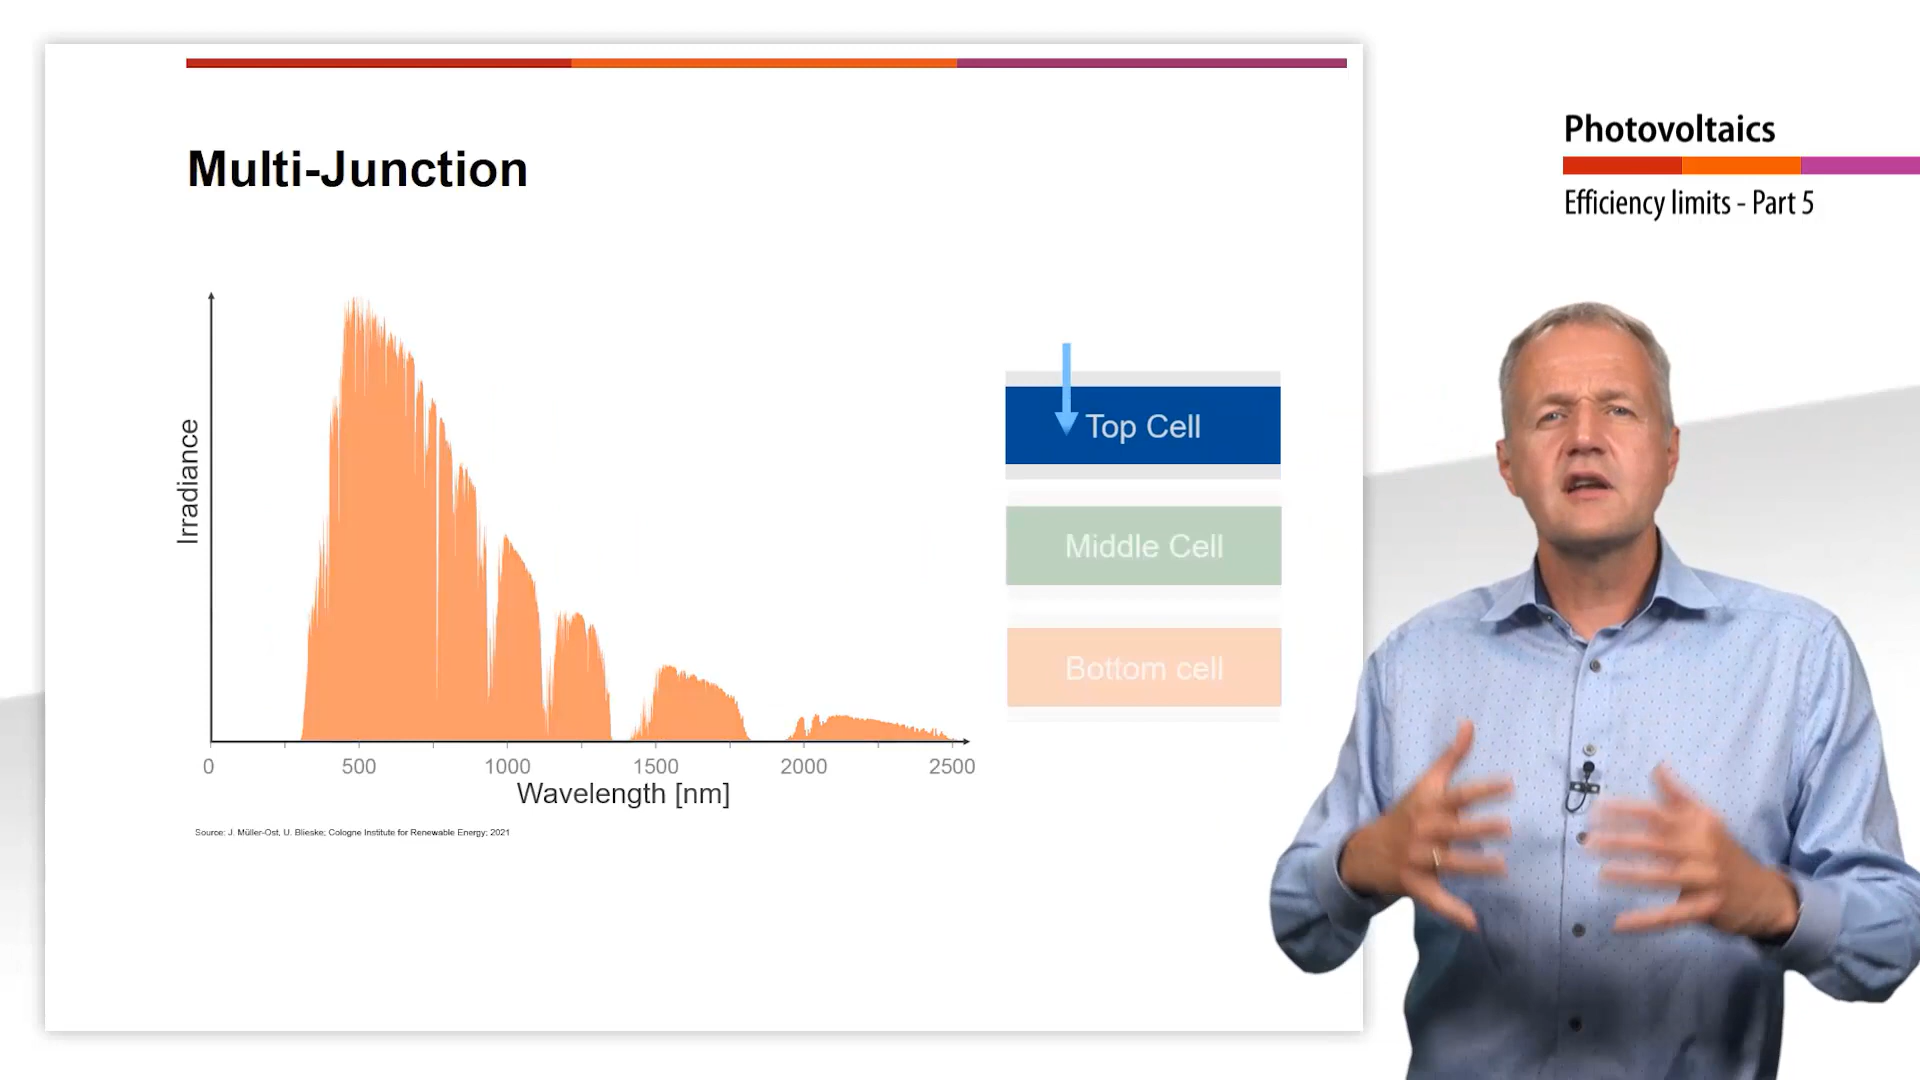 Multi-Junction
Irradiance
0 500 1000 1500 2000 2500
Wavelength [nm]
Source: J. Müller-Ost, U. Blieske; Cologne Institute for Renewable Energy; 2021
Top Cell
Middle Cell
Bottom cell
Photovoltaics
Efficiency limits - Part 5